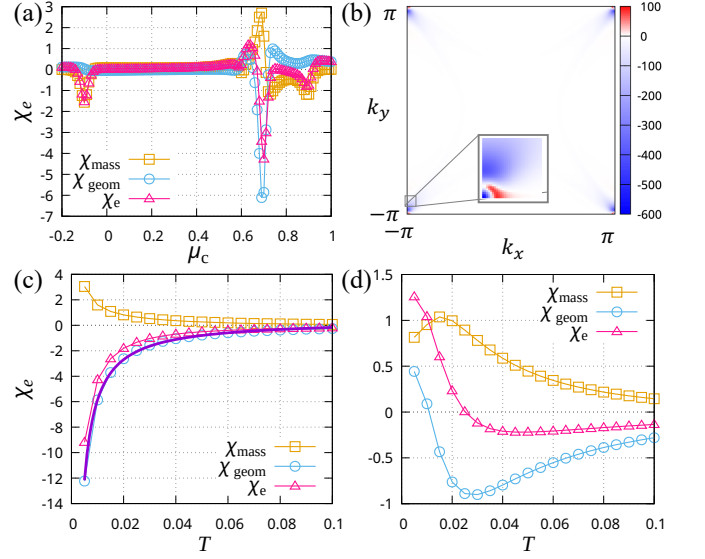 (a)
3
2
1
0
-1
-2
-3
-4
-5
-6
-7
χe
χmass
χgeom
χe
-0.2 0 0.2 0.4 0.6 0.8 1
μc
(b)
π
ky
-π
-π π
kx
100
0
-100
-200
-300
-400
-500
-600
(c)
4
2
0
-2
-4
-6
-8
-10
-12
-14
χe
χmass
χgeom
χe
0 0.02 0.04 0.06 0.08 0.1
T
(d)
1.5
1
0.5
0
-0.5
-1
χmass
χgeom
χe
0 0.02 0.04 0.06 0.08 0.1
T